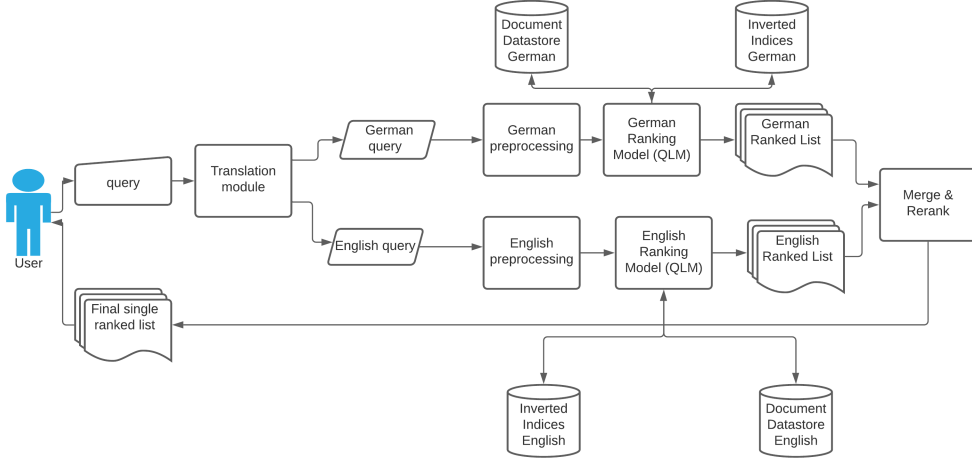 Document
Datastore
German
Inverted
Indices
German
query
Translation
module
German
query
German
preprocessing
German
Ranking
Model (QLM)
German
Ranked List
Merge &
Rerank
User
English query
English
preprocessing
English
Ranking
Model (QLM)
English
Ranked List
Final single
ranked list
Inverted
Indices
English
Document
Datastore
English